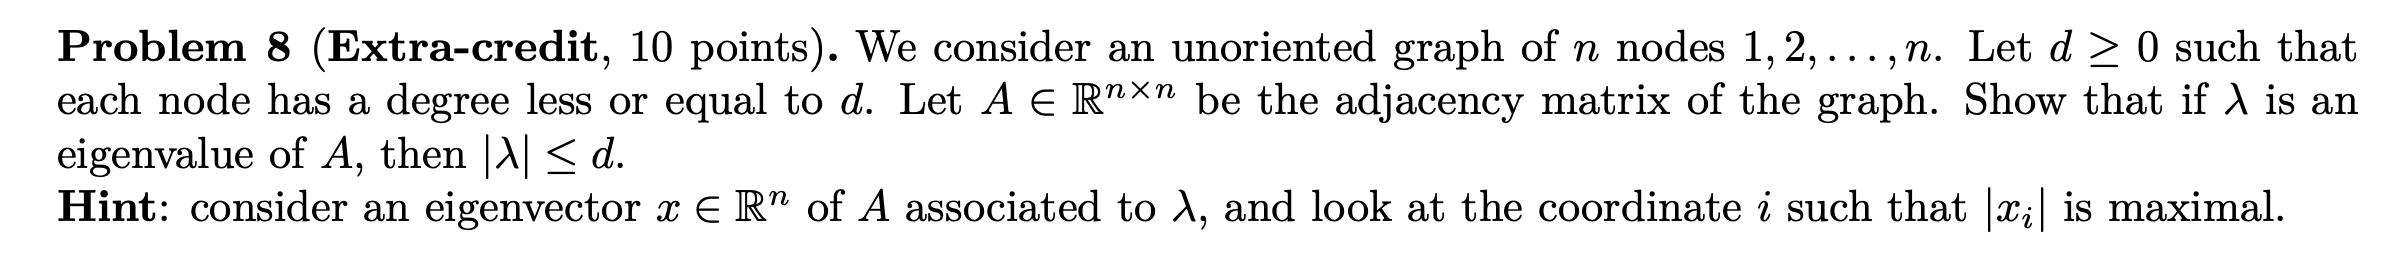 Problem 8 (Extra-credit, 10 points). We consider an unoriented graph of n nodes 1, 2, . . . , n. Let d ≥ 0 such that
each node has a degree less or equal to d. Let A ∈ ℝⁿˣⁿ be the adjacency matrix of the graph. Show that if λ is an
eigenvalue of A, then |λ| ≤ d.
Hint: consider an eigenvector x ∈ ℝⁿ of A associated to λ, and look at the coordinate i such that |xᵢ| is maximal.